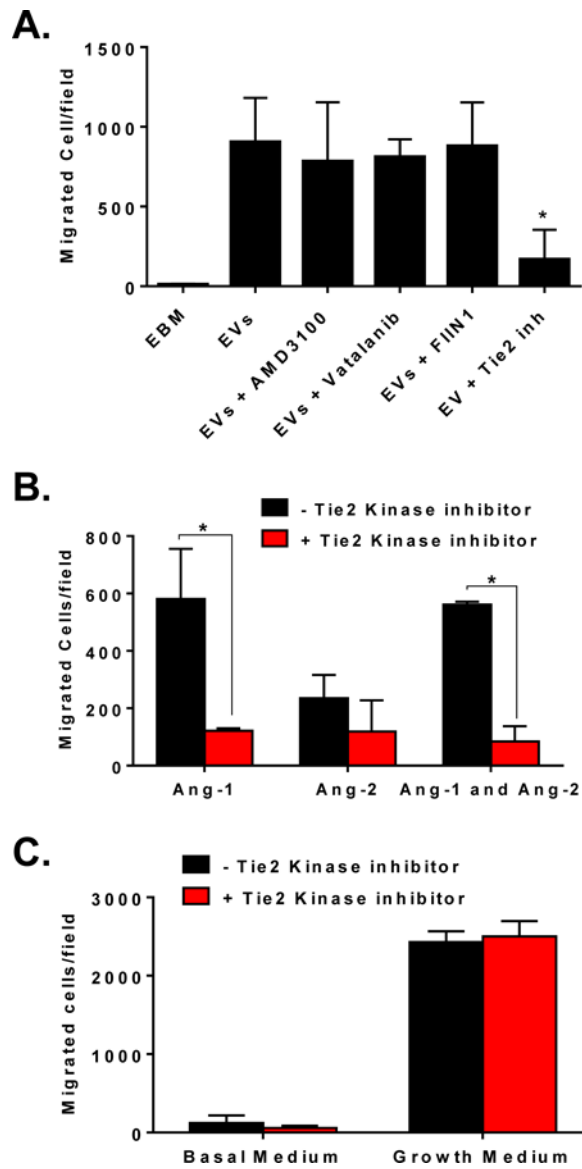 A.
1500
1000
500
0
Migrated Cell/field
*
EBM
EVs
EVs + AMD3100
EVs + Vatalanib
EVs + FIIN1
EV + Tie2 inh
B.
- Tie2 Kinase inhibitor
+ Tie2 Kinase inhibitor
800
600
400
200
0
Migrated Cells/field
*
*
Ang-1
Ang-2
Ang-1 and Ang-2
C.
- Tie2 Kinase inhibitor
+ Tie2 Kinase inhibitor
3000
2000
1000
0
Migrated cells/field
Basal Medium
Growth Medium